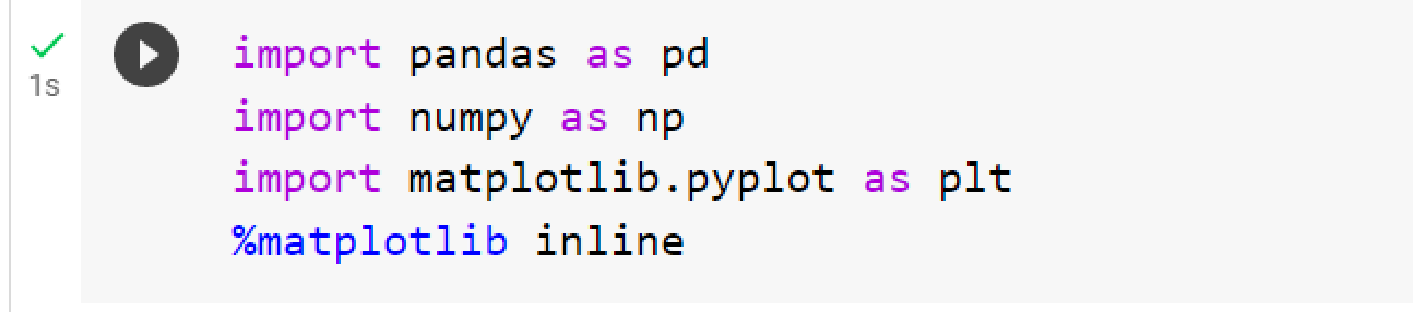 import pandas as pd
1s
import numpy as np
import matplotlib.pyplot as plt
%matplotlib inline